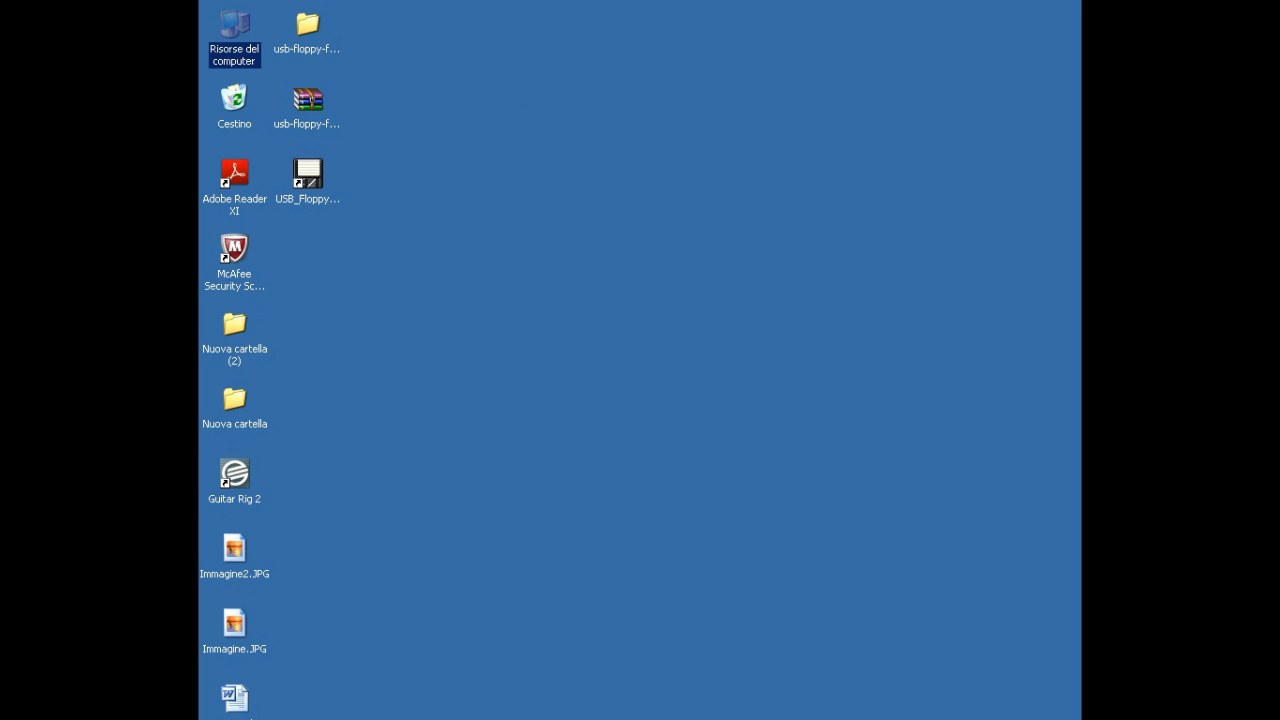 Risorse del
computer
usb-floppy-f...
Cestino
usb-floppy-f...
Adobe Reader
XI
USB_Floppy...
McAfee
Security Sc...
Nuova cartella
(2)
Nuova cartella
Guitar Rig 2
Immagine2.JPG
Immagine.JPG